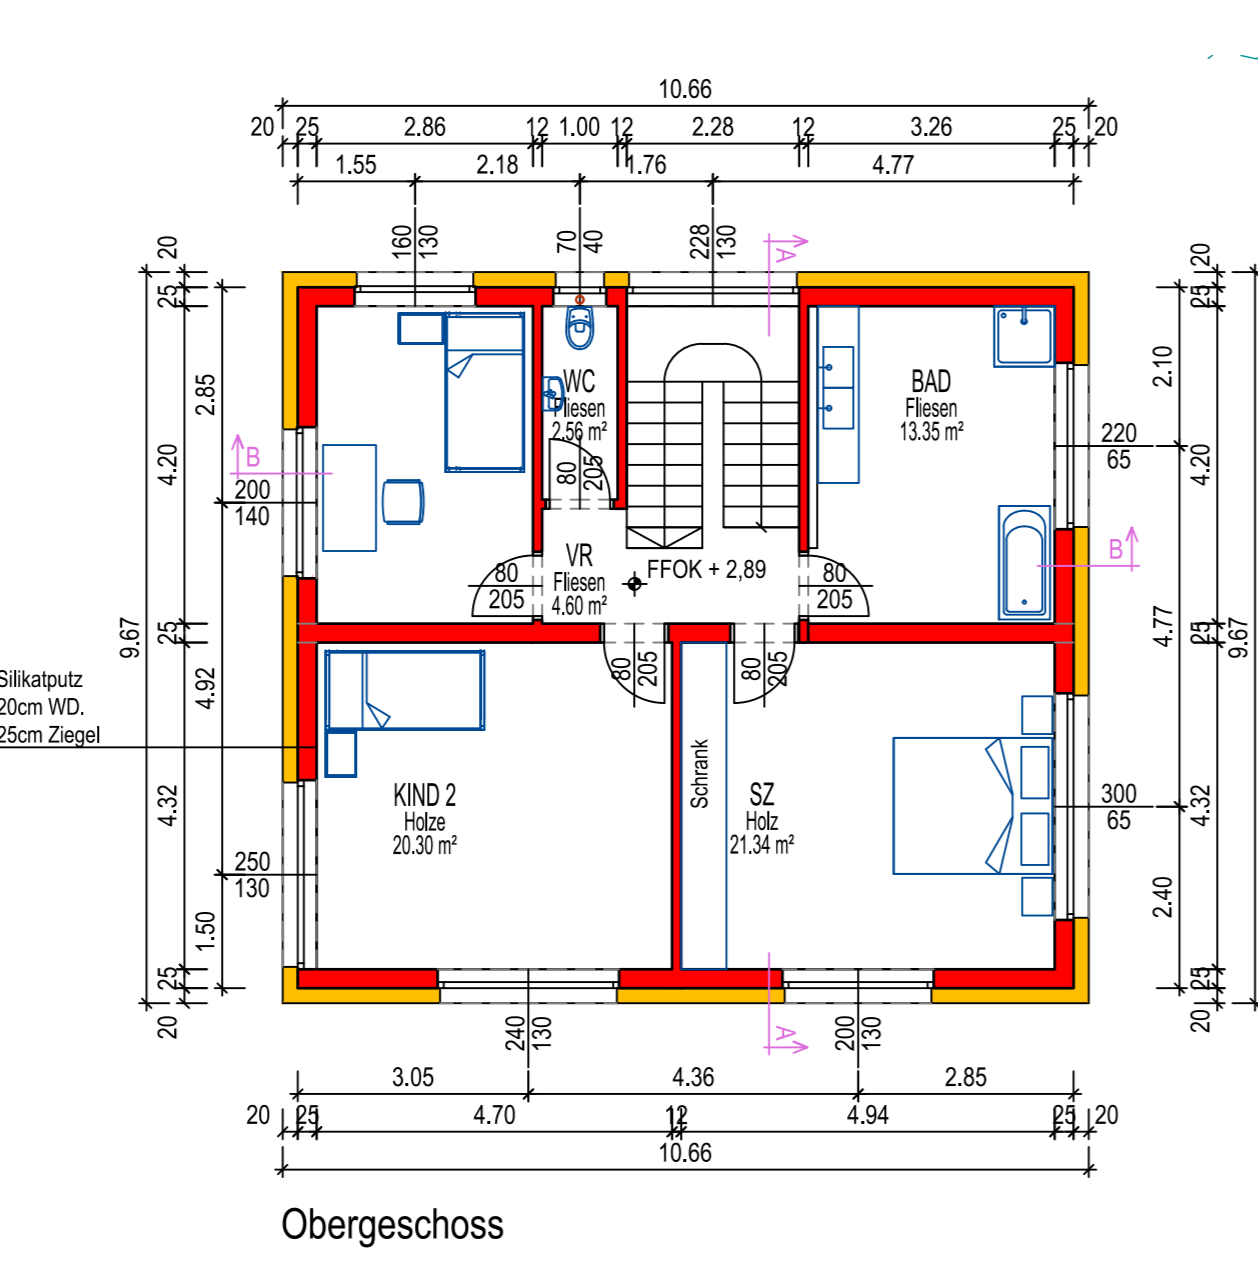 10.66
20 25 2.86 12 1.00 12 2.28 12 3.26 25 20
1.55 2.18 1.76 4.77
160 130
70 40
228 130
A
20
25
2.85
4.20
25
9.67
4.92
4.32
1.50
25
20
B
200
140
WC
Fliesen
2.56 m²
80
205
BAD
Fliesen
13.35 m²
220
65
20
25
2.10
4.20
4.77
25
9.67
4.32
2.40
25
20
B
VR
Fliesen
4.60 m²
FFOK + 2,89
80
205
80
205
80
205
80
205
Silikatputz
20cm WD.
25cm Ziegel
KIND 2
Holze
20.30 m²
Schrank
SZ
Holz
21.34 m²
300
65
250
130
240 130
A
200 130
3.05 4.36 2.85
20 25 4.70 12 4.94 25 20
10.66
Obergeschoss